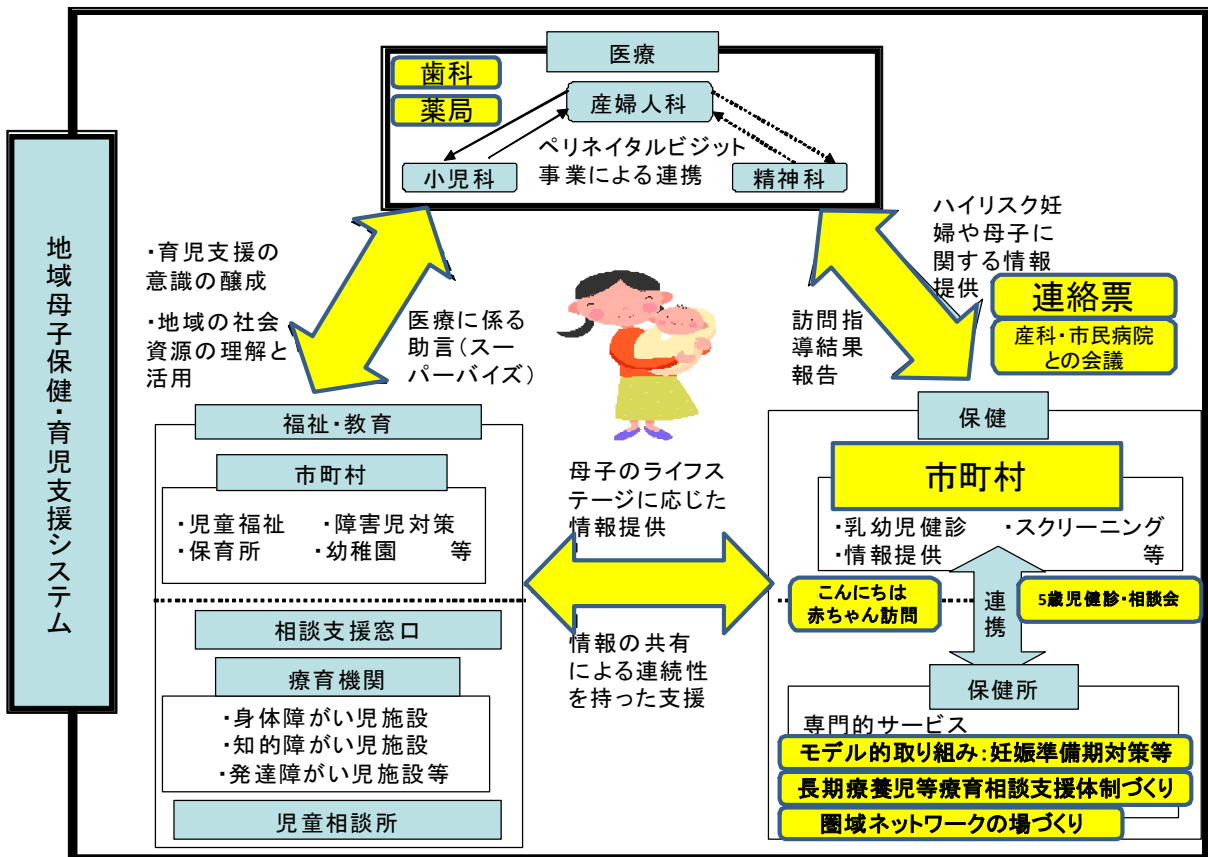 地域母子保健・育児支援システム
医療
歯科
薬局
産婦人科
ペリネイタルビジット
事業による連携
小児科
精神科
・育児支援の
意識の醸成
・地域の社会
資源の理解と
活用
医療に係る
助言(スー
パーバイズ)
訪問指
導結果
報告
ハイリスク妊
婦や母子に
関する情報
提供
連絡票
産科・市民病院
との会議
福祉・教育
市町村
・児童福祉 ・障害児対策
・保育所 ・幼稚園 等
相談支援窓口
療育機関
・身体障がい児施設
・知的障がい児施設
・発達障がい児施設等
児童相談所
母子のライフス
テージに応じた
情報提供
情報の共有
による連続性
を持った支援
保健
市町村
・乳幼児健診 ・スクリーニング
・情報提供 等
こんにちは
赤ちゃん訪問
連携
5歳児健診・相談会
保健所
専門的サービス
モデル的取り組み:妊娠準備期対策等
長期療養児等療育相談支援体制づくり
圏域ネットワークの場づくり